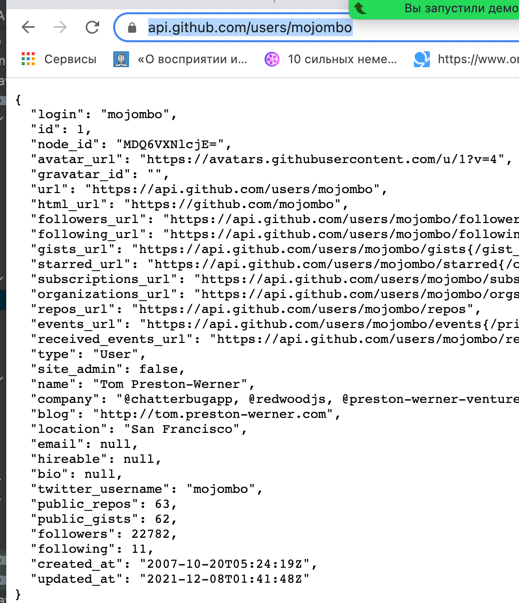 Вы запустили демо
api.github.com/users/mojombo
Сервисы «О восприятии и... 10 сильных неме... https://www.or
{
"login": "mojombo",
"id": 1,
"node_id": "MDQ6VXNlcjE=",
"avatar_url": "https://avatars.githubusercontent.com/u/1?v=4",
"gravatar_id": "",
"url": "https://api.github.com/users/mojombo",
"html_url": "https://github.com/mojombo",
"followers_url": "https://api.github.com/users/mojombo/follower
"following_url": "https://api.github.com/users/mojombo/followin
"gists_url": "https://api.github.com/users/mojombo/gists{/gist_
"starred_url": "https://api.github.com/users/mojombo/starred{/o
"subscriptions_url": "https://api.github.com/users/mojombo/subs
"organizations_url": "https://api.github.com/users/mojombo/orgs
"repos_url": "https://api.github.com/users/mojombo/repos",
"events_url": "https://api.github.com/users/mojombo/events{/pri
"received_events_url": "https://api.github.com/users/mojombo/re
"type": "User",
"site_admin": false,
"name": "Tom Preston-Werner",
"company": "@chatterbugapp, @redwoodjs, @preston-werner-venture
"blog": "http://tom.preston-werner.com",
"location": "San Francisco",
"email": null,
"hireable": null,
"bio": null,
"twitter_username": "mojombo",
"public_repos": 63,
"public_gists": 62,
"followers": 22782,
"following": 11,
"created_at": "2007-10-20T05:24:19Z",
"updated_at": "2021-12-08T01:41:48Z"
}